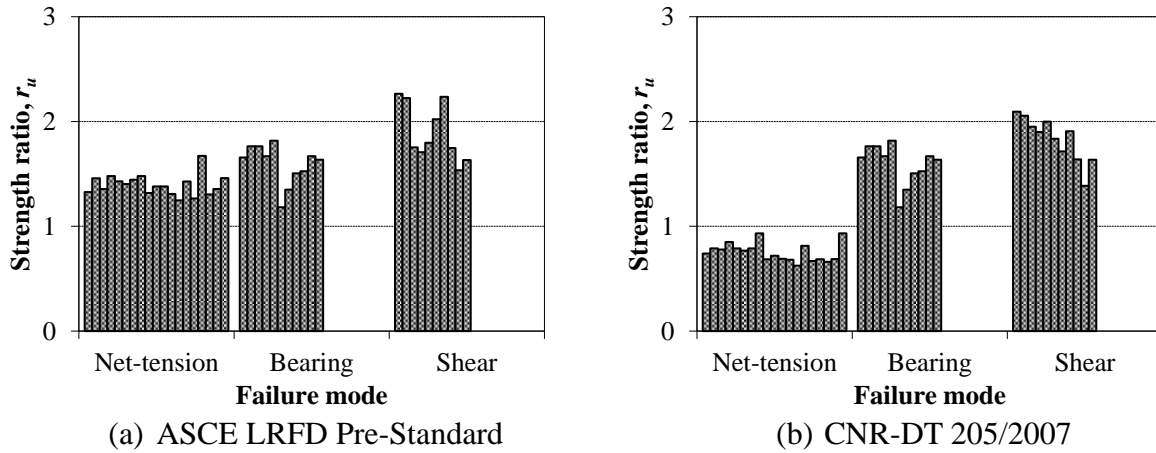 3
2
1
0
Strength ratio, r_u
Net-tension Bearing Shear
Failure mode
(a) ASCE LRFD Pre-Standard
3
2
1
0
Strength ratio, r_u
Net-tension Bearing Shear
Failure mode
(b) CNR-DT 205/2007